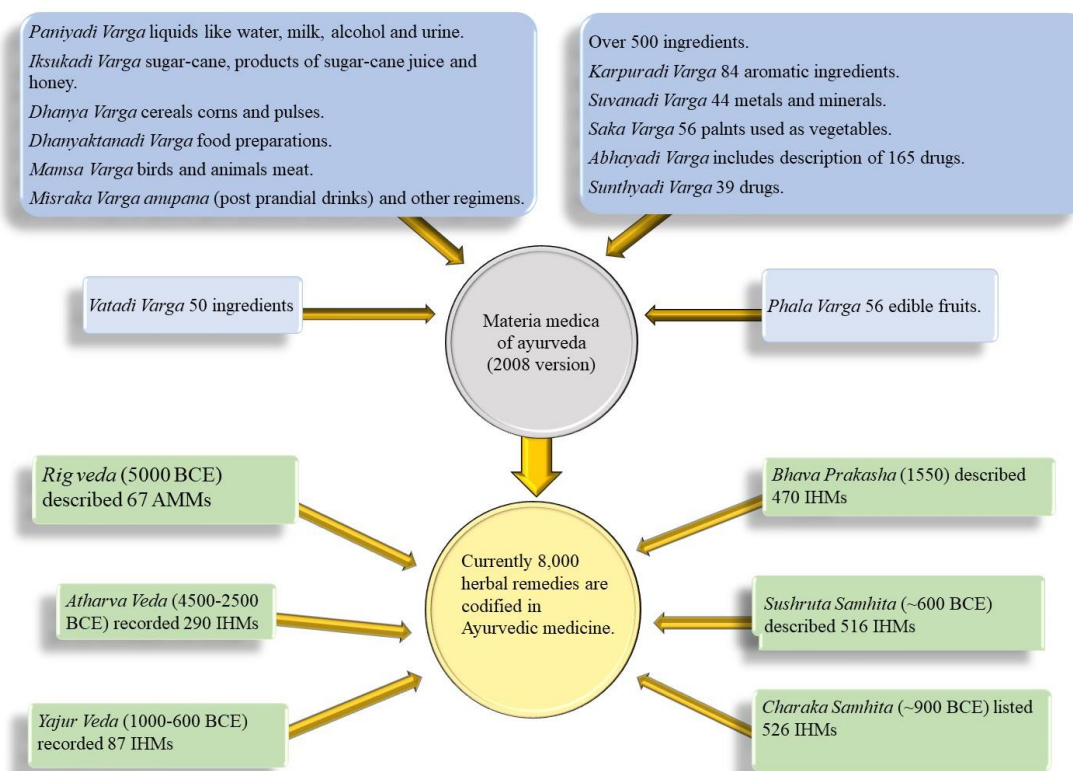 Paniyadi Varga liquids like water, milk, alcohol and urine.
Iksukadi Varga sugar-cane, products of sugar-cane juice and
honey.
Dhanya Varga cereals corns and pulses.
Dhanyaktanadi Varga food preparations.
Mamsa Varga birds and animals meat.
Misraka Varga anupana (post prandial drinks) and other regimens.
Over 500 ingredients.
Karpuradi Varga 84 aromatic ingredients.
Suvanadi Varga 44 metals and minerals.
Saka Varga 56 palnts used as vegetables.
Abhayadi Varga includes description of 165 drugs.
Sunthyadi Varga 39 drugs.
Vatadi Varga 50 ingredients
Materia medica
of ayurveda
(2008 version)
Phala Varga 56 edible fruits.
Rig veda (5000 BCE)
described 67 AMMs
Bhava Prakasha (1550) described
470 IHMs
Currently 8,000
herbal remedies are
codified in
Ayurvedic medicine.
Atharva Veda (4500-2500
BCE) recorded 290 IHMs
Sushruta Samhita (~600 BCE)
described 516 IHMs
Yajur Veda (1000-600 BCE)
recorded 87 IHMs
Charaka Samhita (~900 BCE) listed
526 IHMs